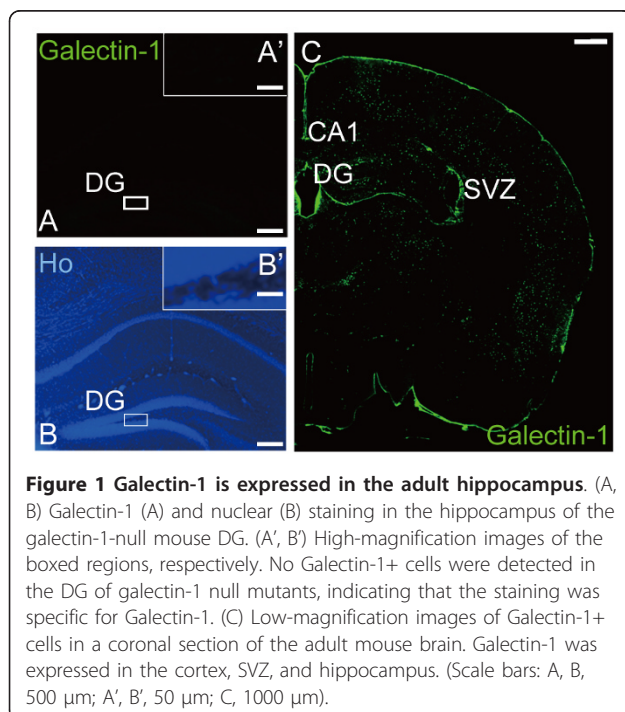 Galectin-1
A'
DG
A
Ho
B'
DG
B
C
CA1
DG
SVZ
Galectin-1
Figure 1 Galectin-1 is expressed in the adult hippocampus. (A,
B) Galectin-1 (A) and nuclear (B) staining in the hippocampus of the
galectin-1-null mouse DG. (A', B') High-magnification images of the
boxed regions, respectively. No Galectin-1+ cells were detected in
the DG of galectin-1 null mutants, indicating that the staining was
specific for Galectin-1. (C) Low-magnification images of Galectin-1+
cells in a coronal section of the adult mouse brain. Galectin-1 was
expressed in the cortex, SVZ, and hippocampus. (Scale bars: A, B,
500 μm; A', B', 50 μm; C, 1000 μm).